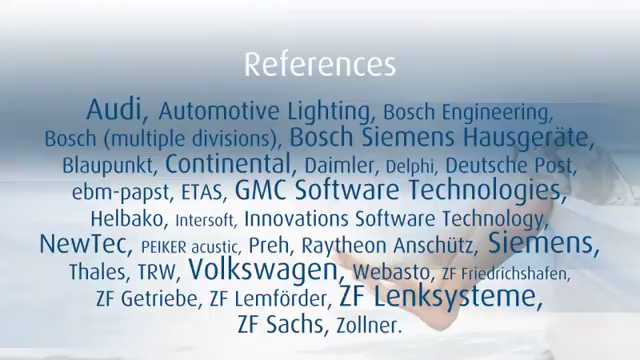 References
Audi, Automotive Lighting, Bosch Engineering,
Bosch (multiple divisions), Bosch Siemens Hausgeräte,
Blaupunkt, Continental, Daimler, Delphi, Deutsche Post,
ebm-papst, ETAS, GMC Software Technologies,
Helbako, Intersoft, Innovations Software Technology,
NewTec, PEIKER acustic, Preh, Raytheon Anschütz, Siemens,
Thales, TRW, Volkswagen, Webasto, ZF Friedrichshafen,
ZF Getriebe, ZF Lemförder, ZF Lenksysteme,
ZF Sachs, Zollner.